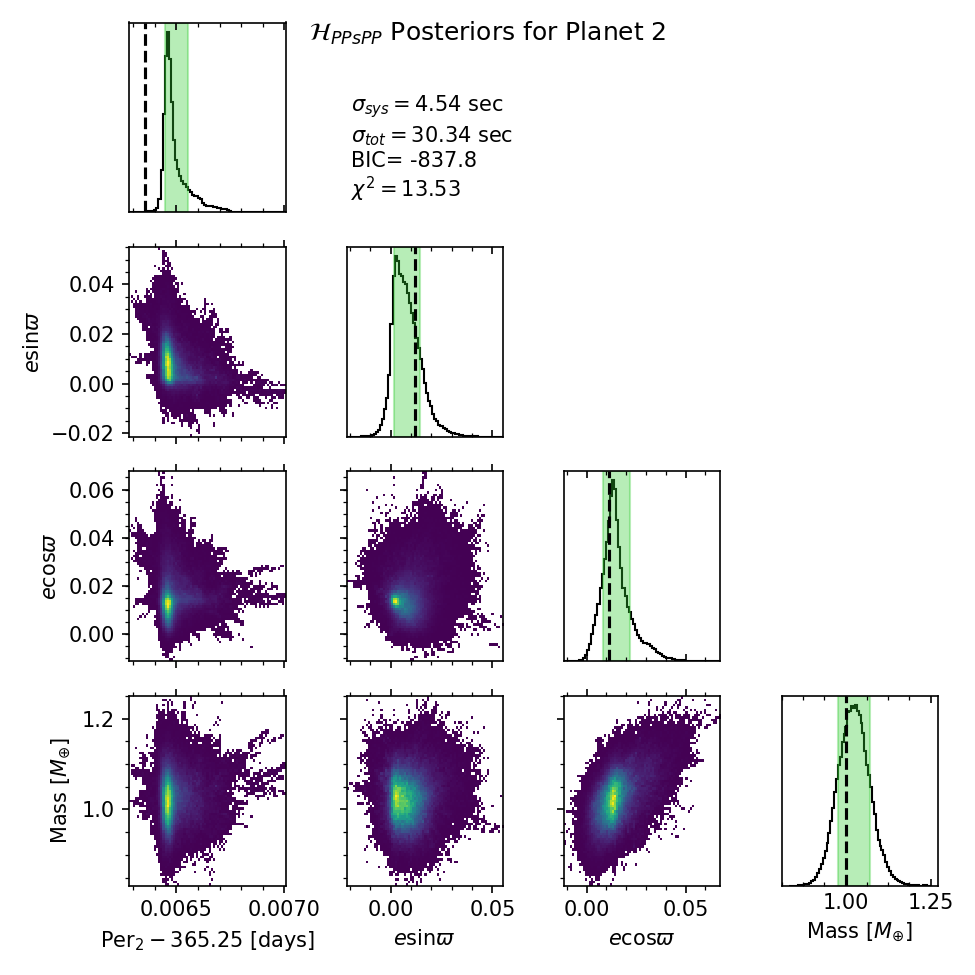 𝓗PPsPP Posteriors for Planet 2
σsys = 4.54 sec
σtot = 30.34 sec
BIC= -837.8
χ² = 13.53
esinϖ
0.04
0.02
0.00
−0.02
ecosϖ
0.06
0.04
0.02
0.00
Mass [M⊕]
1.2
1.0
0.0065 0.0070
Per₂ − 365.25 [days]
0.00 0.05
esinϖ
0.00 0.05
ecosϖ
1.00 1.25
Mass [M⊕]